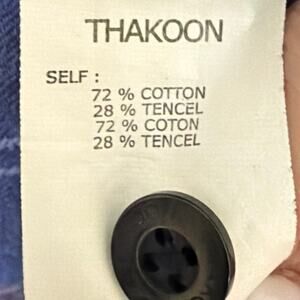 THAKOON
SELF :
72 % COTTON
28 % TENCEL
72 % COTON
28 % TENCEL